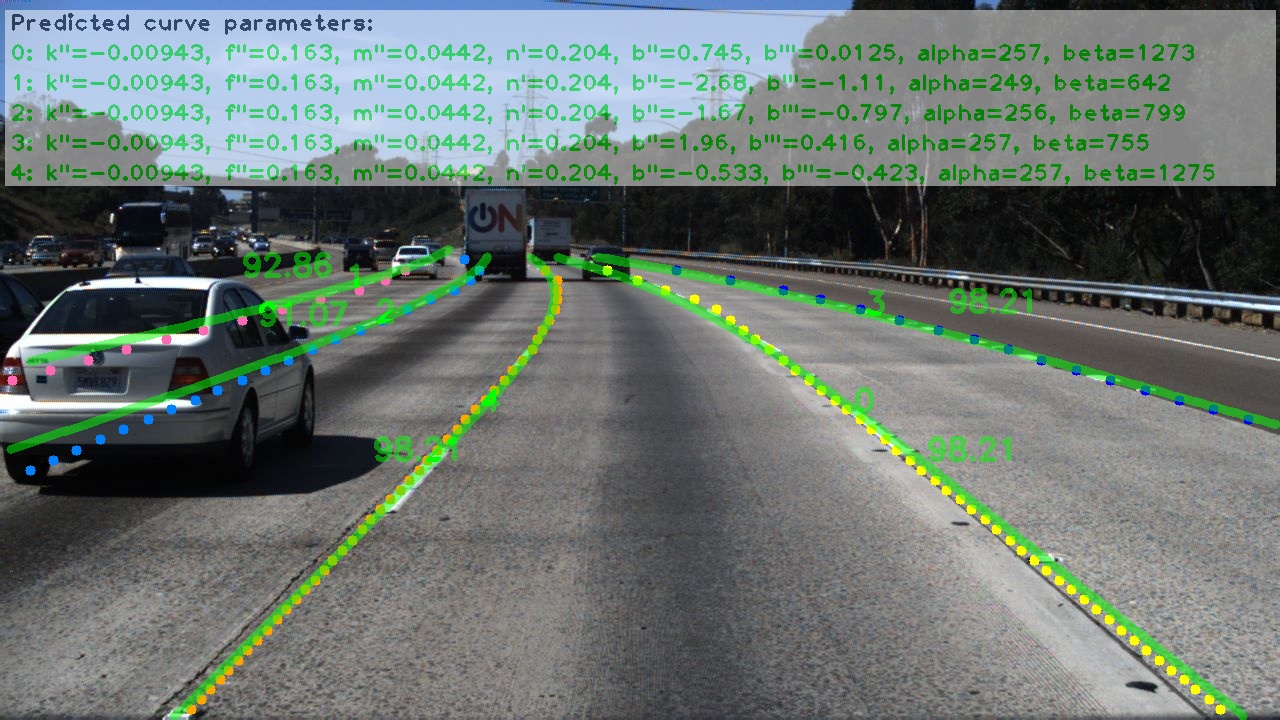 Predicted curve parameters:
0: k"=-0.00943, f"=0.163, m"=0.0442, n'=0.204, b"=0.745, b'''=0.0125, alpha=257, beta=1273
: k"=-0.00943, f"=0.163, m"=0.0442, n'=0.204, b"=-2.68, b'''=-1.11, alpha=249, beta=642
2: k"=-0.00943, f"=0.163, m"=0.0442, n'=0.204, b"=-1.67, b'''=-0.797, alpha=256, beta=799
3: k"=-0.00943, f"=0.163, m"=0.0442, n'=0.204, b"=1.96, b'''=0.416, alpha=257, beta=755
4: k"=-0.00943, f"=0.163, m"=0.0442, n'=0.204, b"=-0.533, b'''=-0.423, alpha=257, beta=1275
ON
92.86 1
91.07 2
3 98.21
4 0
98.21
98.21
5MVK829